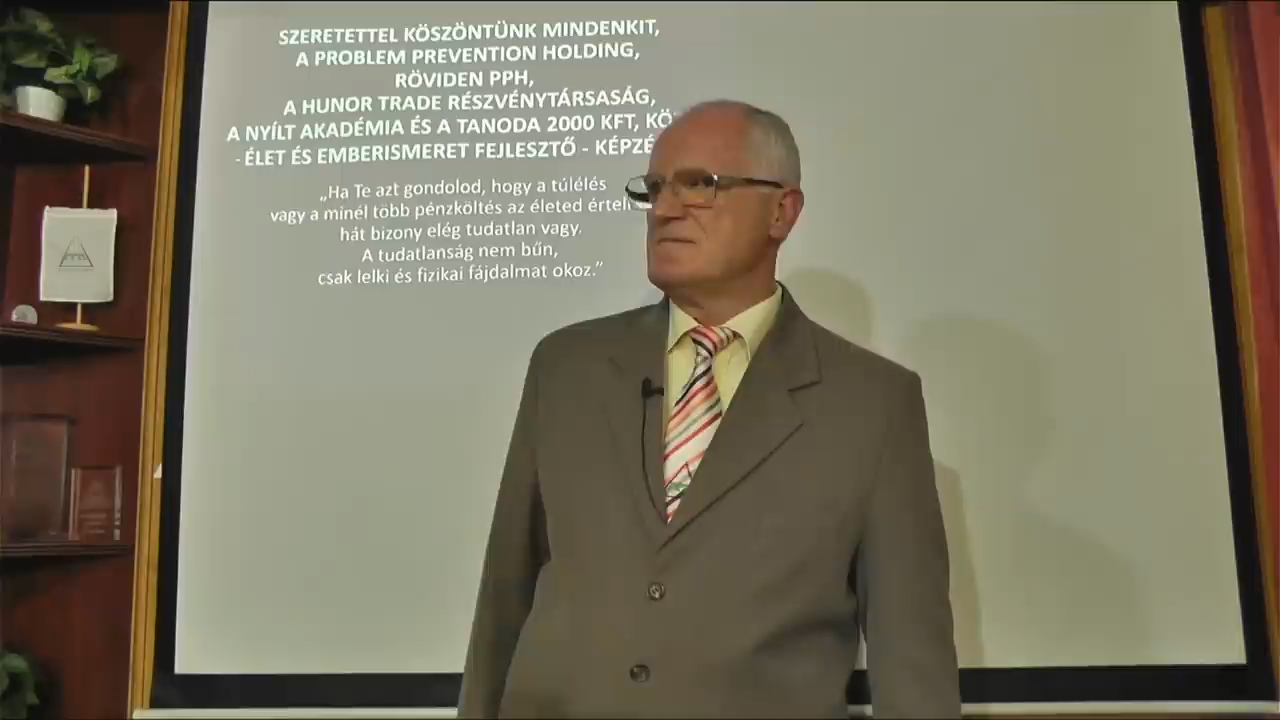 SZERETETTEL KÖSZÖNTÜNK MINDENKIT,
A PROBLEM PREVENTION HOLDING,
RÖVIDEN PPH,
A HUNOR TRADE RÉSZVÉNYTÁRSASÁG,
A NYÍLT AKADÉMIA ÉS A TANODA 2000 KFT,
- ÉLET ÉS EMBERISMERET FEJLESZTŐ -
„Ha Te azt gondolod, hogy a túlélés
vagy a minél több pénzköltés az életed
hát bizony elég tudatlan vagy.
A tudatlanság nem bűn,
csak lelki és fizikai fájdalmat okoz.”